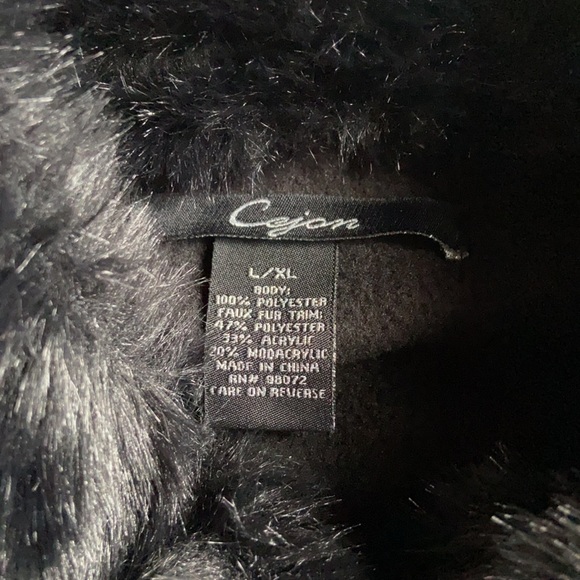 Cejon
L/XL
BODY:
100% POLYESTER
FAUX FUR TRIM:
47% POLYESTER
33% ACRYLIC
20% MODACRYLIC
MADE IN CHINA
RN# 98072
CARE ON REVERSE